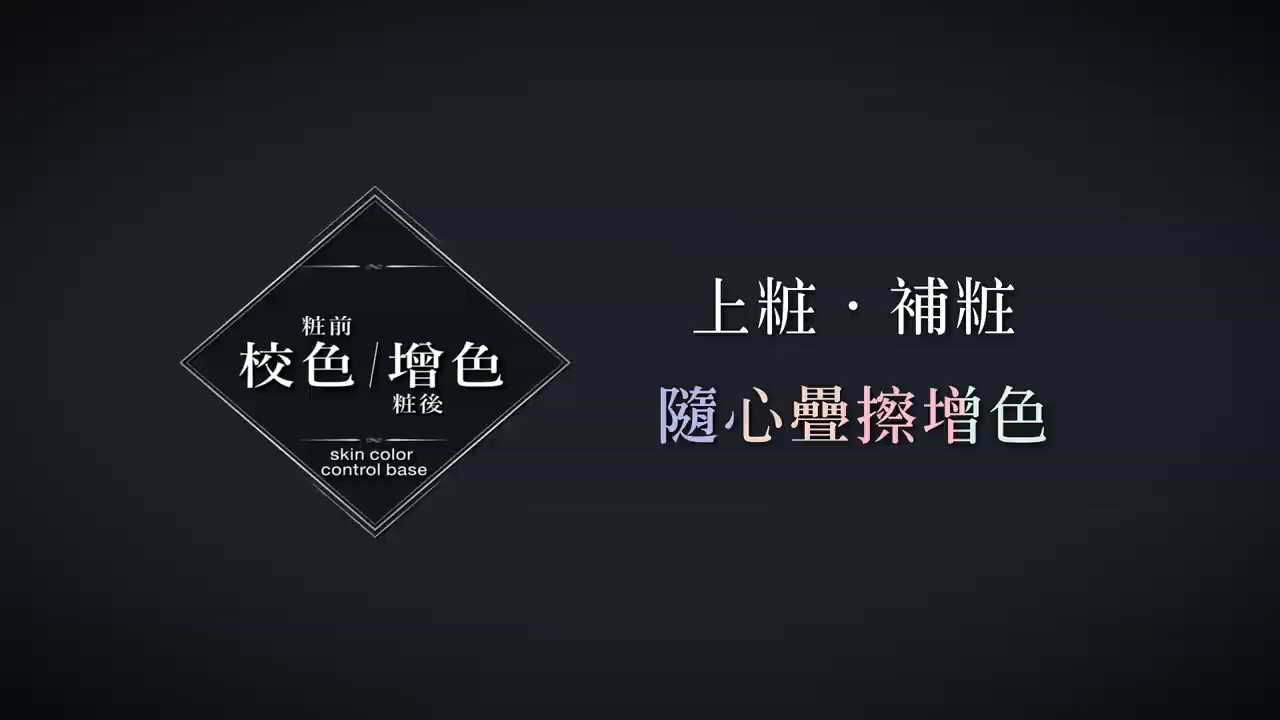 粧前
校色/增色
粧後
skin color
control base
上粧·補粧
隨心疊擦增色